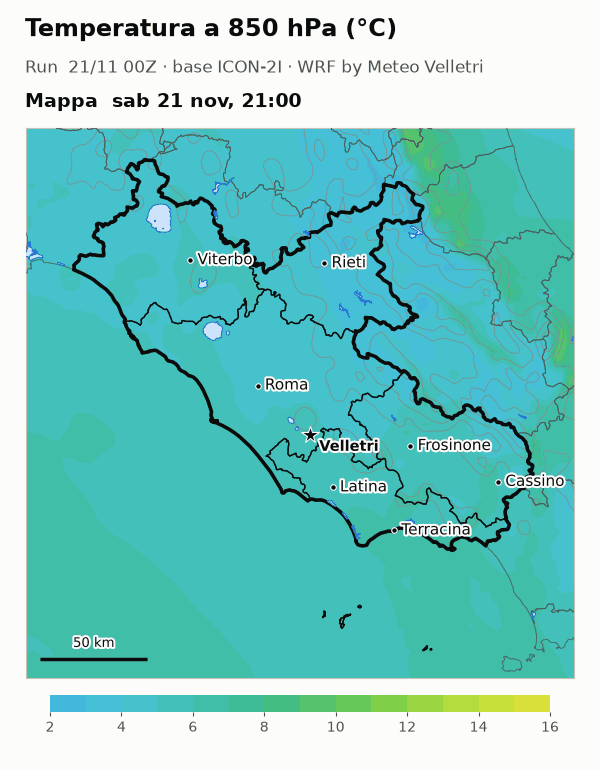 Temperatura a 850 hPa (°C)
Run  21/11 00Z · base ICON-2I · WRF by Meteo Velletri
Mappa  sab 21 nov, 21:00
Viterbo
Rieti
Roma
Velletri
Frosinone
Latina
Cassino
Terracina
50 km
2 4 6 8 10 12 14 16